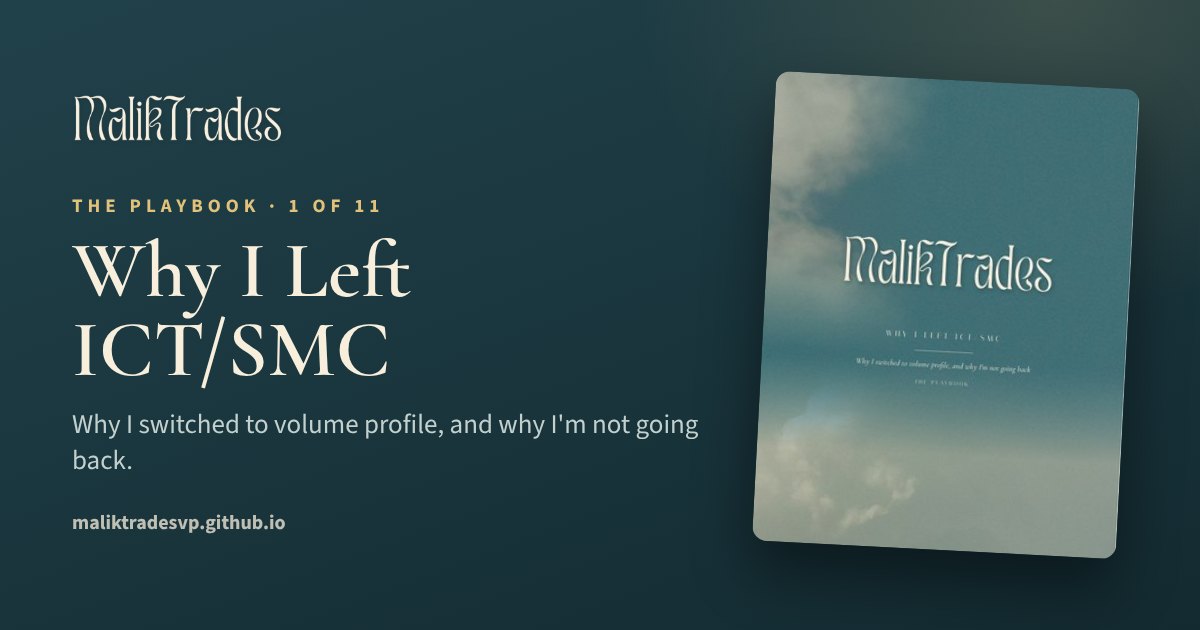 MalikTrades
THE PLAYBOOK · 1 OF 11
Why I Left
ICT/SMC
Why I switched to volume profile, and why I'm not going
back.
maliktradesvp.github.io
MalikTrades
WHY I LEFT ICT SMC
Why I switched to volume profile, and why I'm not going back
THE PLAYBOOK